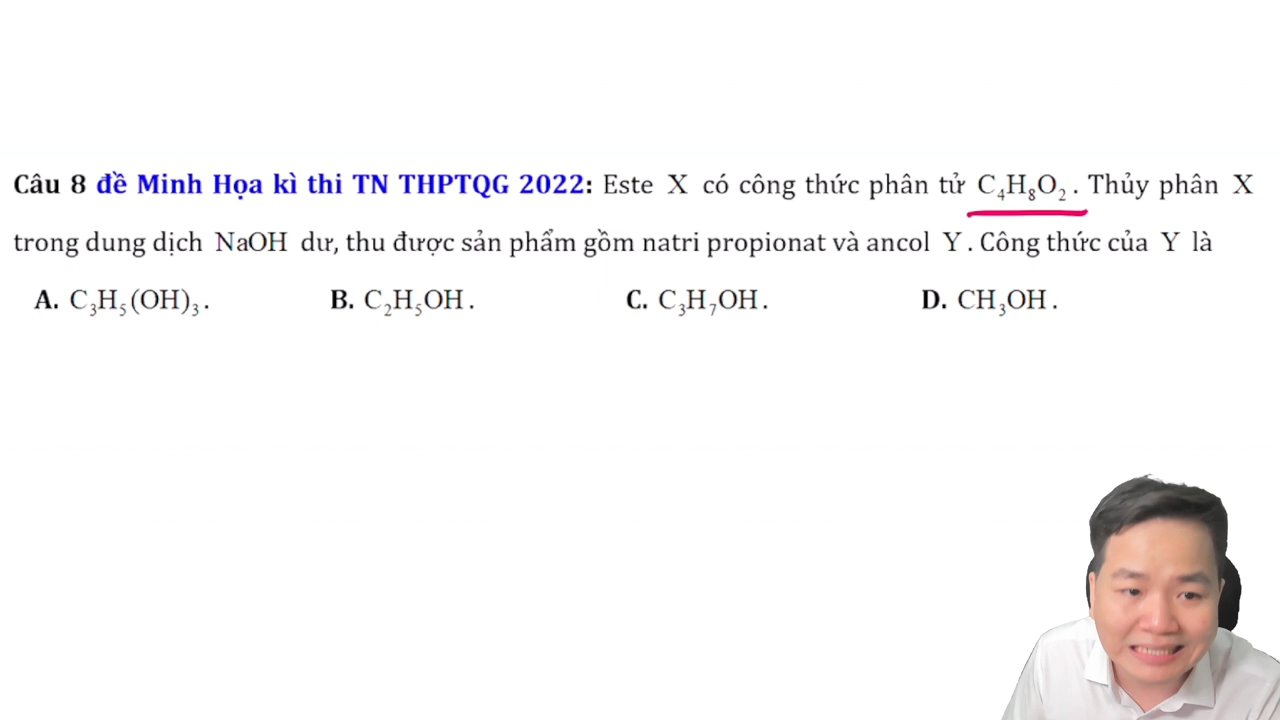 Câu 8 đề Minh Họa kì thi TN THPTQG 2022: Este X có công thức phân tử C₄H₈O₂. Thủy phân X
trong dung dịch NaOH dư, thu được sản phẩm gồm natri propionat và ancol Y. Công thức của Y là
A. C₃H₅(OH)₃. B. C₂H₅OH. C. C₃H₇OH. D. CH₃OH.